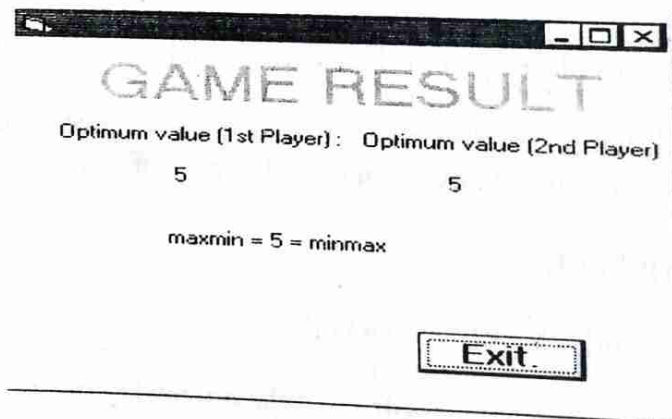 GAME RESULT
Optimum value (1st Player) : Optimum value (2nd Player)
5 5
maxmin = 5 = minmax
Exit